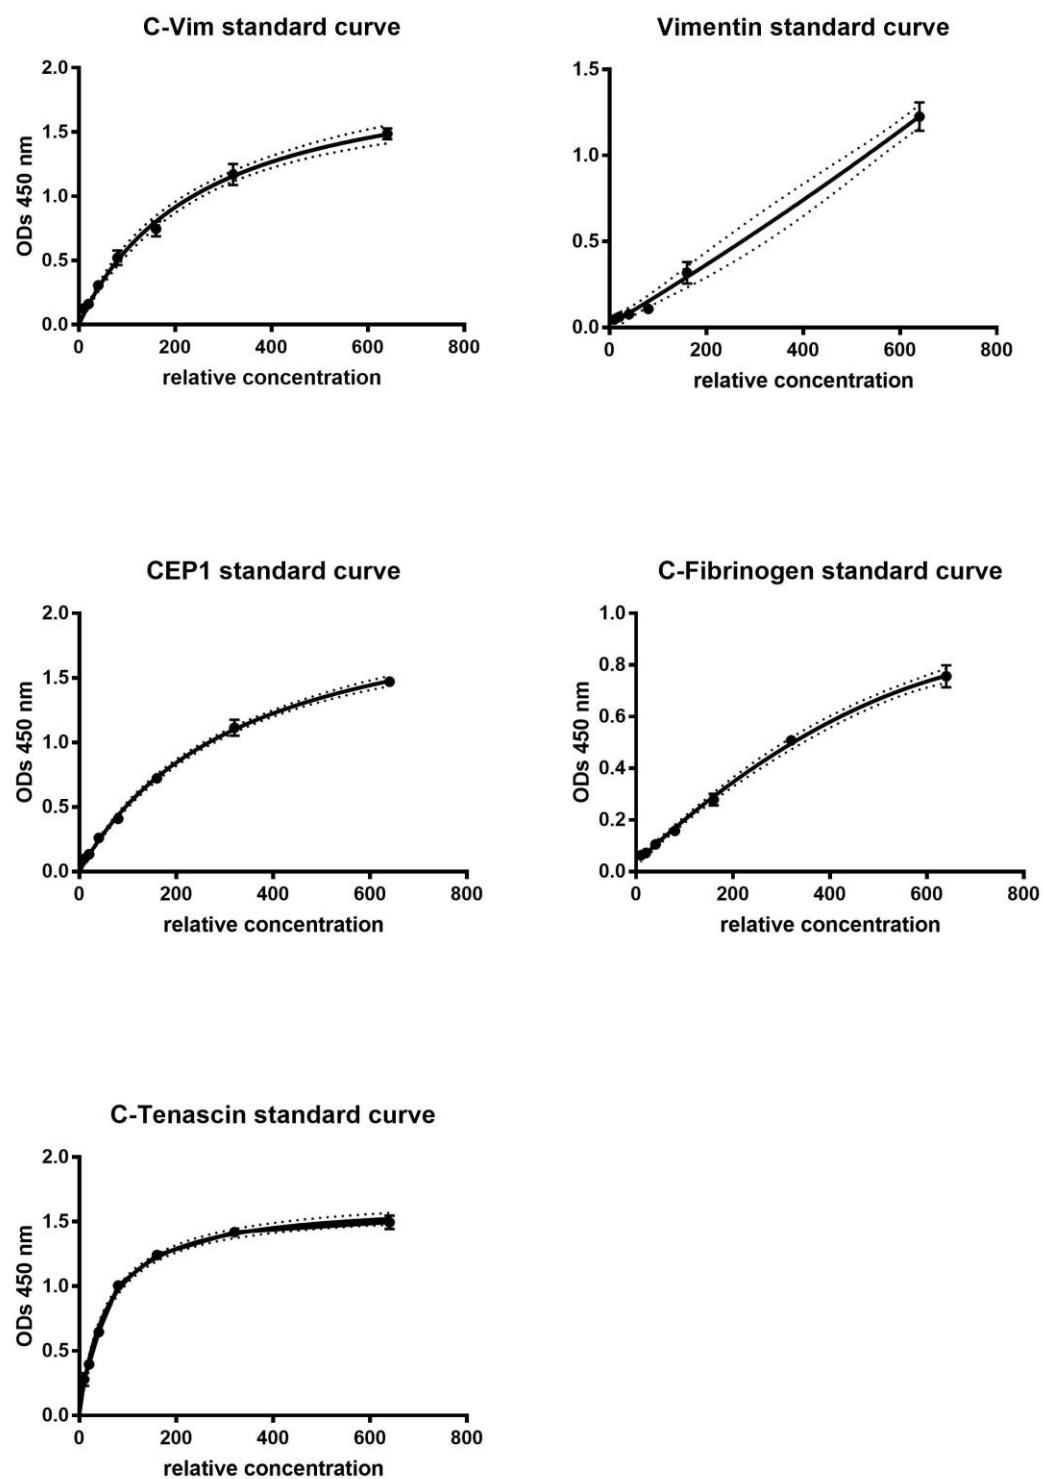 C-Vim standard curve
2.0
1.5
1.0
0.5
0.0
ODs 450 nm
0 200 400 600 800
relative concentration
Vimentin standard curve
1.5
1.0
0.5
0.0
0 200 400 600 800
relative concentration
CEP1 standard curve
2.0
1.5
1.0
0.5
0.0
ODs 450 nm
0 200 400 600 800
relative concentration
C-Fibrinogen standard curve
1.0
0.8
0.6
0.4
0.2
0.0
ODs 450 nm
0 200 400 600 800
relative concentration
C-Tenascin standard curve
2.0
1.5
1.0
0.5
0.0
ODs 450 nm
0 200 400 600 800
relative concentration